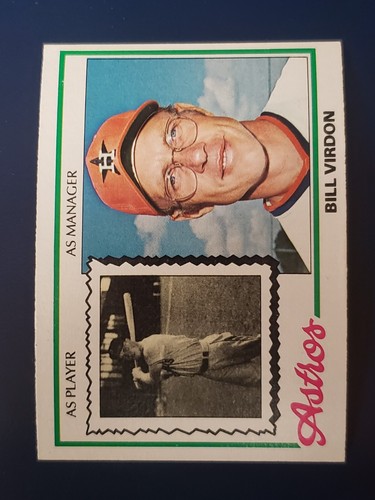 AS PLAYER
AS MANAGER
H
Astros
BILL VIRDON